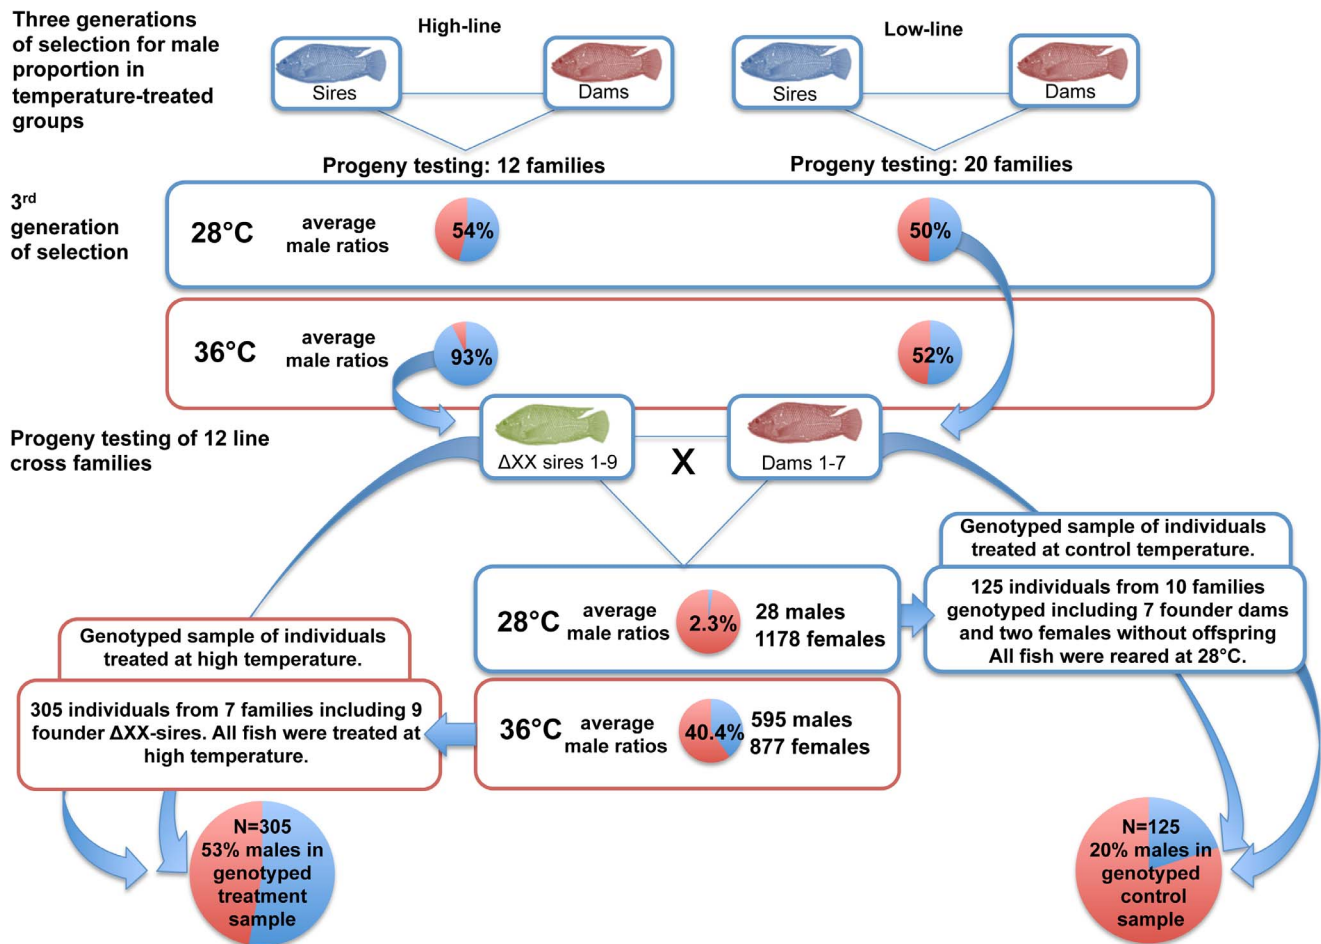 Three generations
of selection for male
proportion in
temperature-treated
groups
High-line
Sires
Dams
Low-line
Sires
Dams
Progeny testing: 12 families
Progeny testing: 20 families
3rd
generation
of selection
28°C
average
male ratios
54%
50%
36°C
average
male ratios
93%
52%
Progeny testing of 12 line
cross families
ΔXX sires 1-9
X
Dams 1-7
28°C
average
male ratios
2.3%
28 males
1178 females
36°C
average
male ratios
40.4%
595 males
877 females
Genotyped sample of individuals
treated at control temperature.
125 individuals from 10 families
genotyped including 7 founder dams
and two females without offspring
All fish were reared at 28°C.
Genotyped sample of individuals
treated at high temperature.
305 individuals from 7 families including 9
founder ΔXX-sires. All fish were treated at
high temperature.
N=305
53% males in
genotyped
treatment
sample
N=125
20% males in
genotyped
control
sample